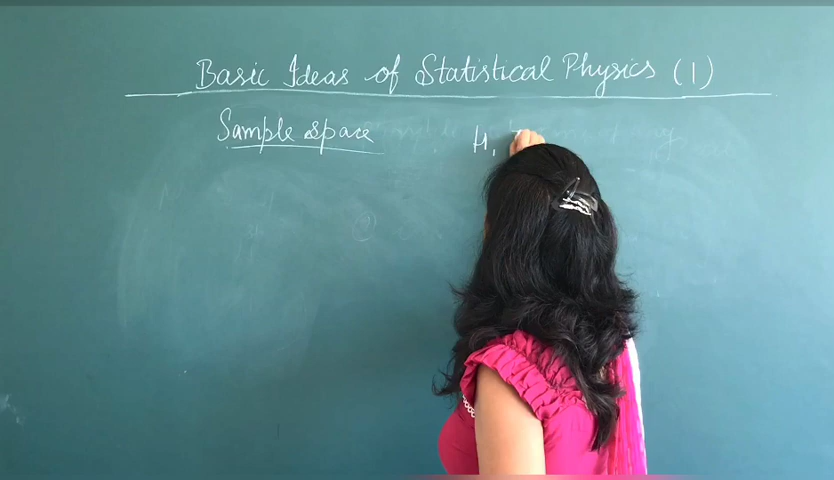 Basic Ideas of Statistical Physics (1)
Sample space H, T